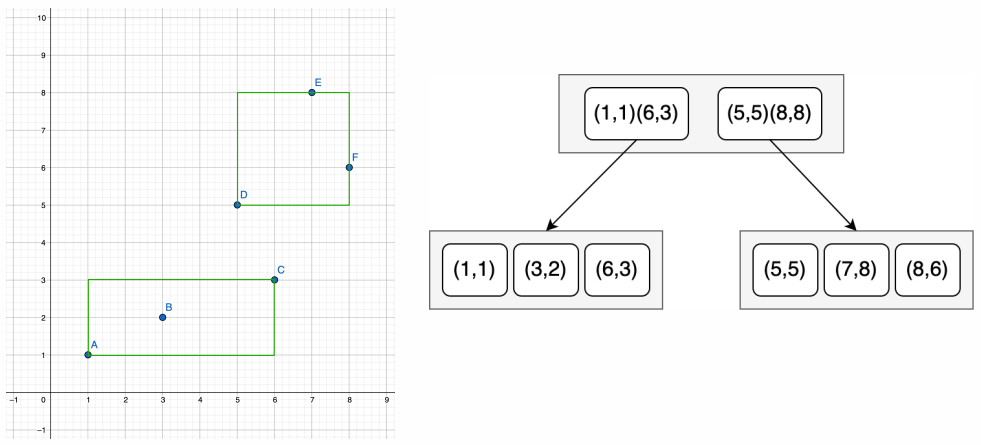 10
9
8
7
6
5
4
3
2
1
0
−1
−1 1 2 3 4 5 6 7 8 9
E
F
D
C
B
A
(1,1)(6,3) (5,5)(8,8)
(1,1) (3,2) (6,3) (5,5) (7,8) (8,6)